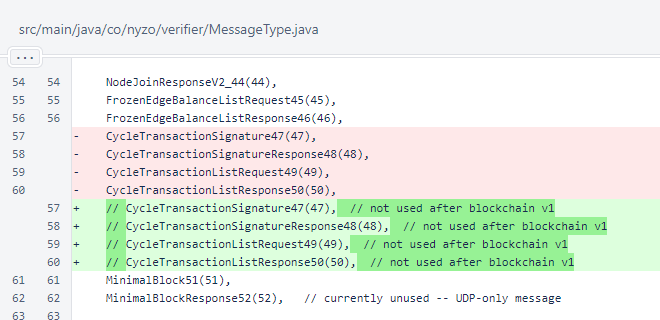 src/main/java/co/nyzo/verifier/MessageType.java
...
54 54 NodeJoinResponseV2_44(44),
55 55 FrozenEdgeBalanceListRequest45(45),
56 56 FrozenEdgeBalanceListResponse46(46),
57 - CycleTransactionSignature47(47),
58 - CycleTransactionSignatureResponse48(48),
59 - CycleTransactionListRequest49(49),
60 - CycleTransactionListResponse50(50),
57 + // CycleTransactionSignature47(47), // not used after blockchain v1
58 + // CycleTransactionSignatureResponse48(48), // not used after blockchain v1
59 + // CycleTransactionListRequest49(49), // not used after blockchain v1
60 + // CycleTransactionListResponse50(50), // not used after blockchain v1
61 61 MinimalBlock51(51),
62 62 MinimalBlockResponse52(52), // currently unused -- UDP-only message
63 63